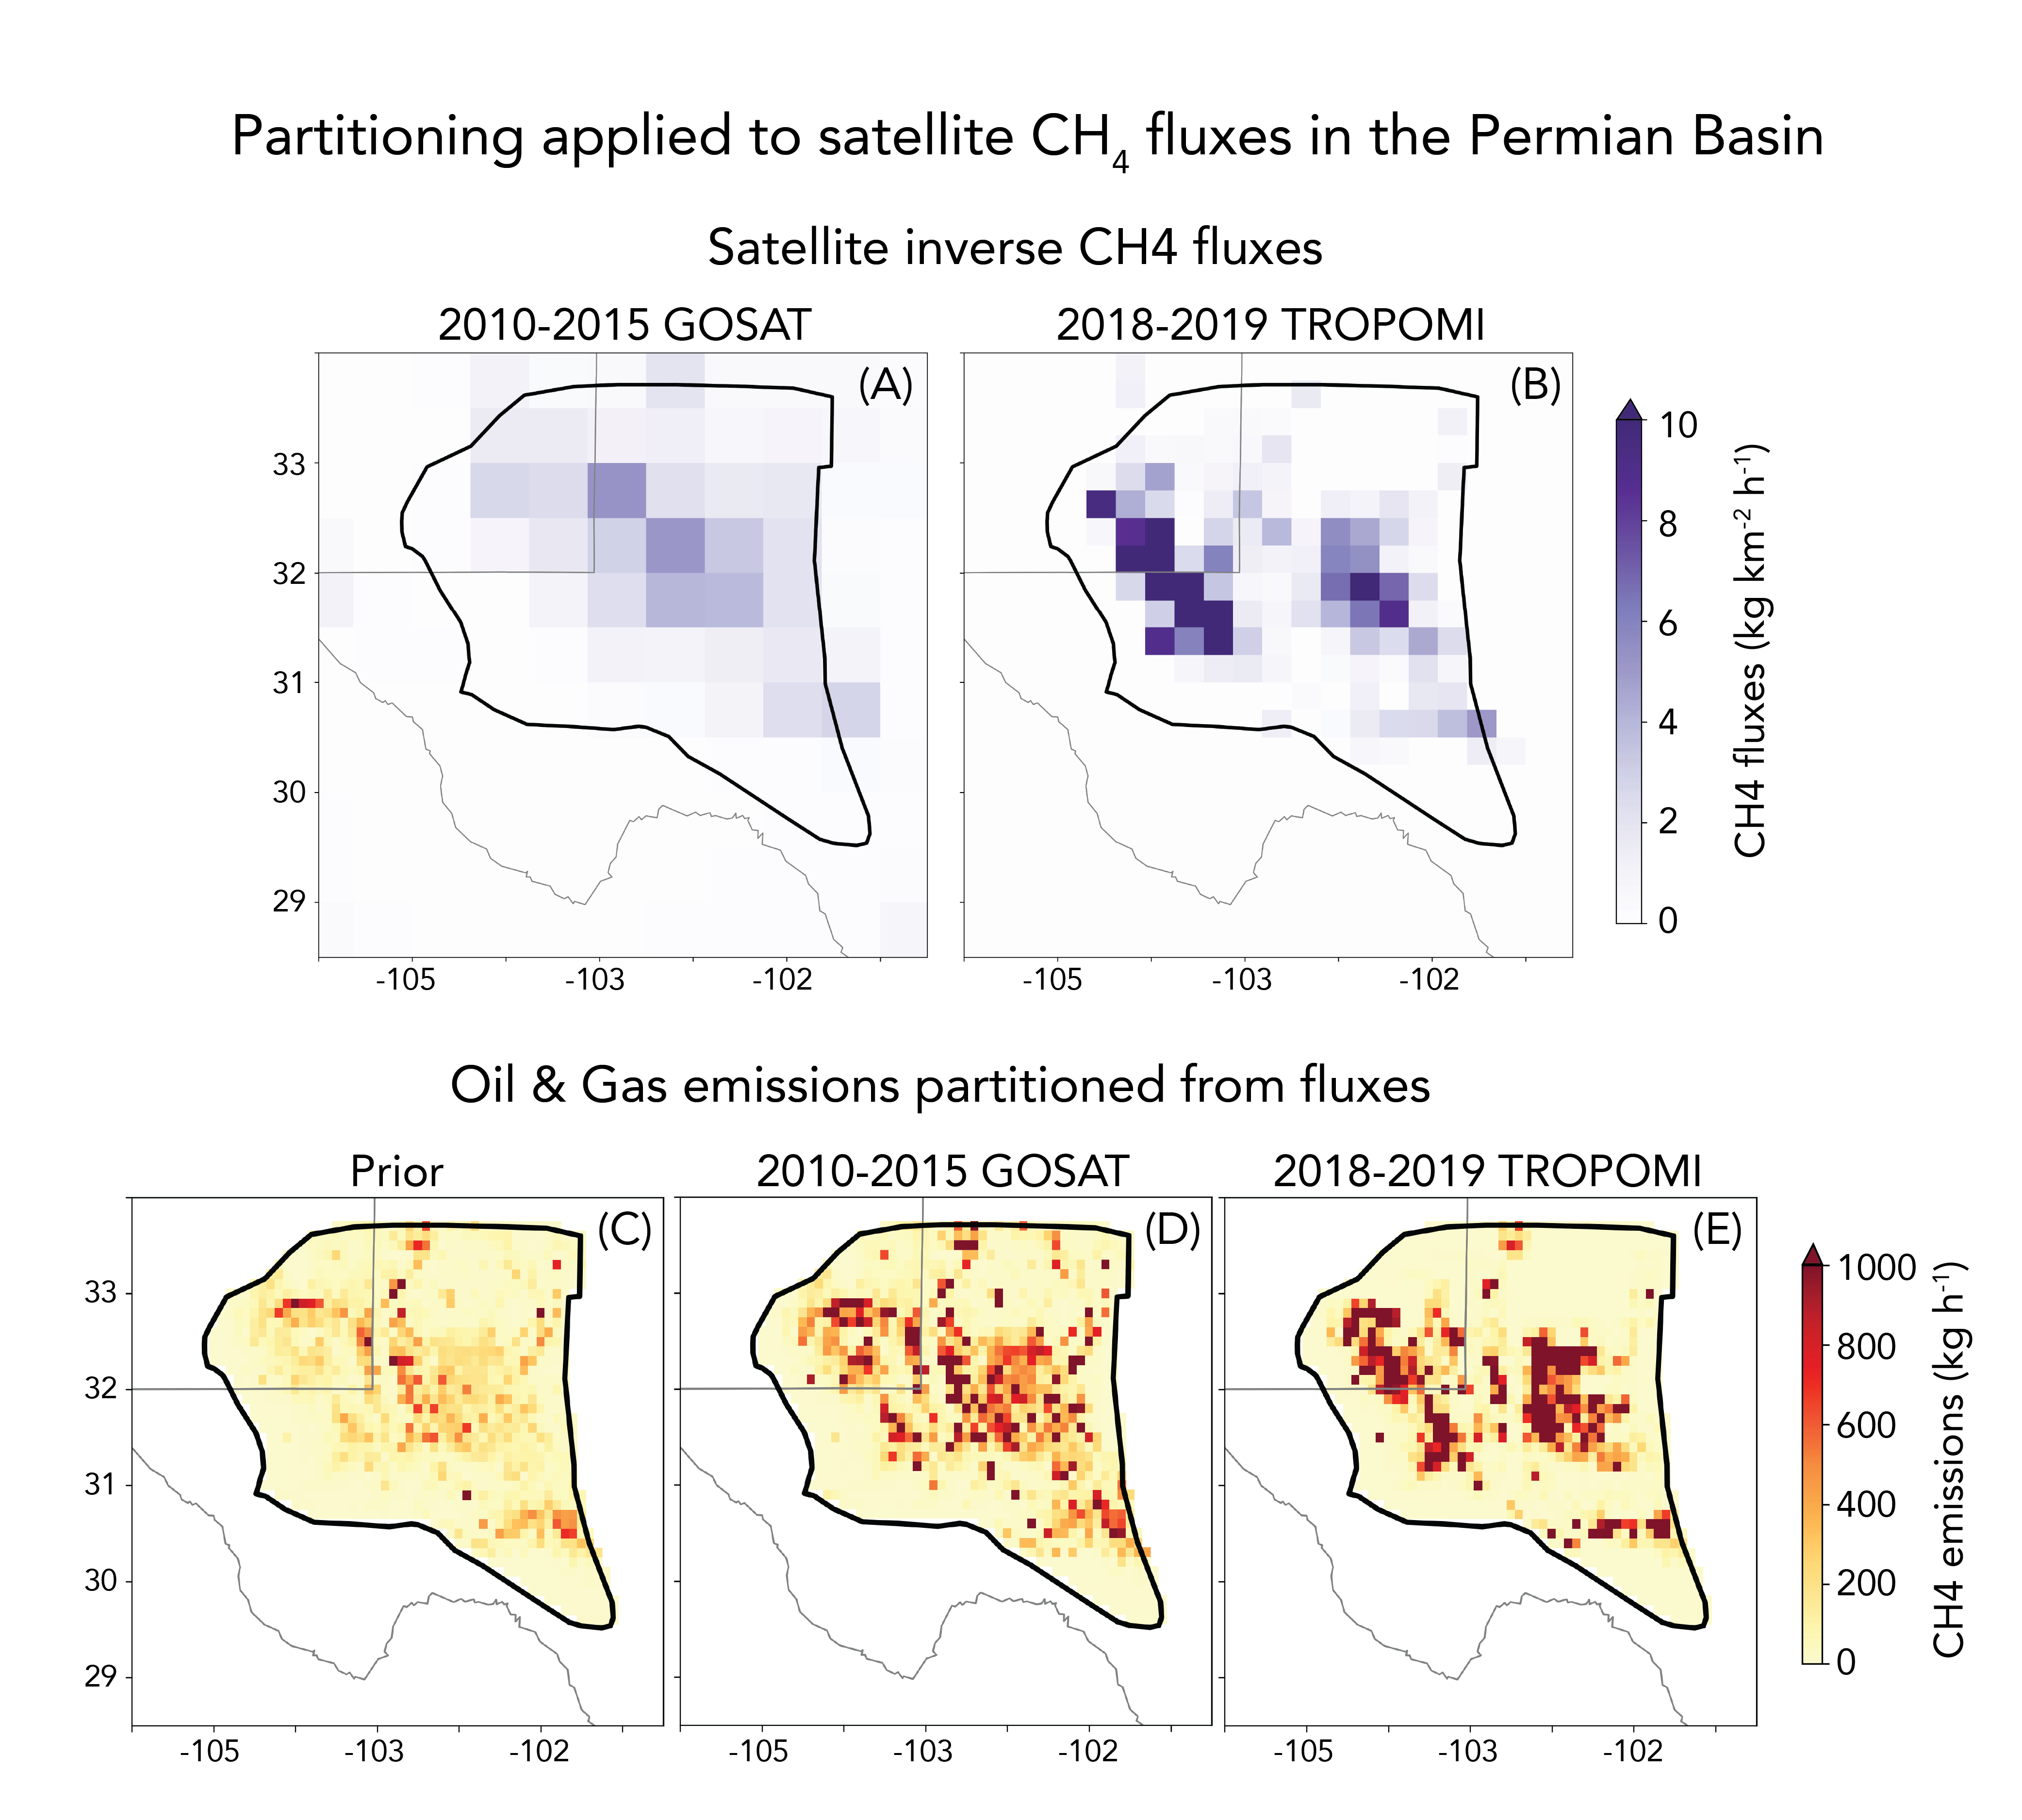 Partitioning applied to satellite CH4 fluxes in the Permian Basin
Satellite inverse CH4 fluxes
2010-2015 GOSAT
2018-2019 TROPOMI
(A)
33
32
31
30
29
-105 -103 -102
(B)
-105 -103 -102
10
8
6
4
2
0
CH4 fluxes (kg km-2 h-1)
Oil & Gas emissions partitioned from fluxes
Prior
2010-2015 GOSAT
2018-2019 TROPOMI
(C)
33
32
31
30
29
-105 -103 -102
(D)
-105 -103 -102
(E)
-105 -103 -102
1000
800
600
400
200
0
CH4 emissions (kg h-1)